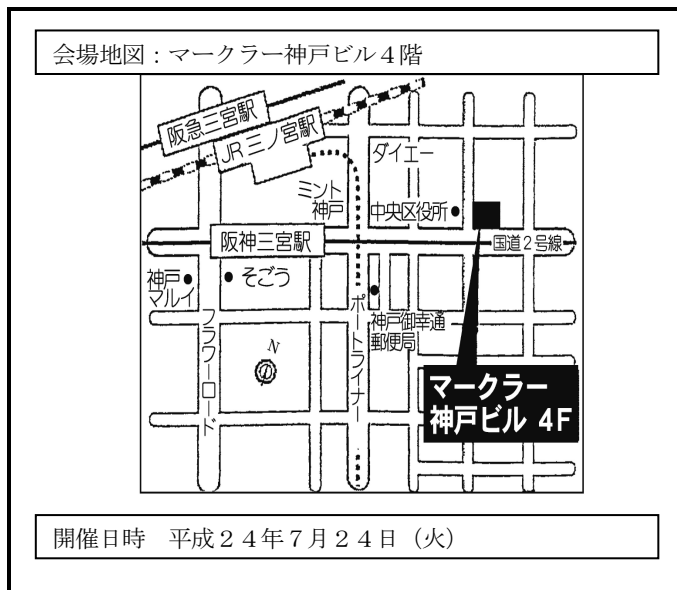 会場地図：マークラー神戸ビル４階
阪急三宮駅
JR三ノ宮駅
ダイエー
ミント
神戸
中央区役所
阪神三宮駅
国道２号線
神戸
マルイ
そごう
神戸御幸通
郵便局
フラワーロード
ポートライナー
N
マークラー
神戸ビル 4F
開催日時　平成２４年７月２４日（火）